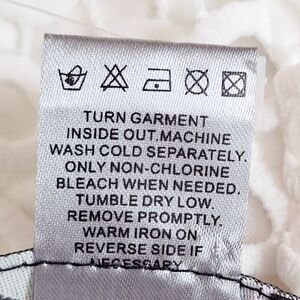 TURN GARMENT
INSIDE OUT.MACHINE
WASH COLD SEPARATELY.
ONLY NON-CHLORINE
BLEACH WHEN NEEDED.
TUMBLE DRY LOW.
REMOVE PROMPTLY.
WARM IRON ON
REVERSE SIDE IF
NECESSARY